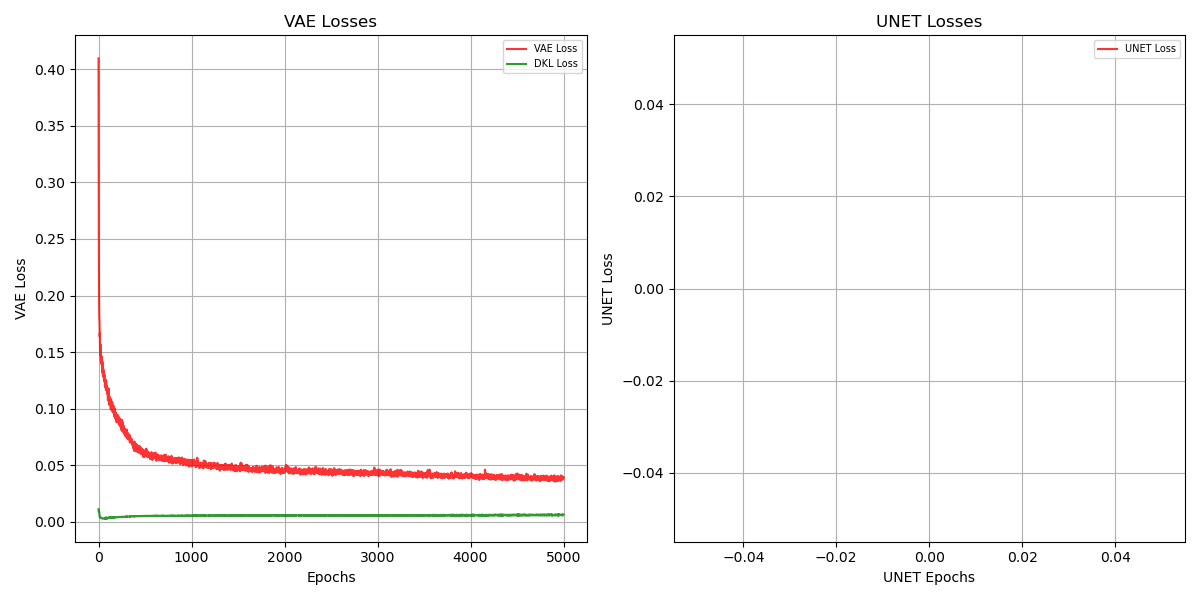 VAE Losses
VAE Loss
DKL Loss
0.40
0.35
0.30
0.25
0.20
0.15
0.10
0.05
0.00
VAE Loss
0
1000
2000
3000
4000
5000
Epochs
UNET Losses
UNET Loss
0.04
0.02
0.00
−0.02
−0.04
UNET Loss
−0.04
−0.02
0.00
0.02
0.04
UNET Epochs